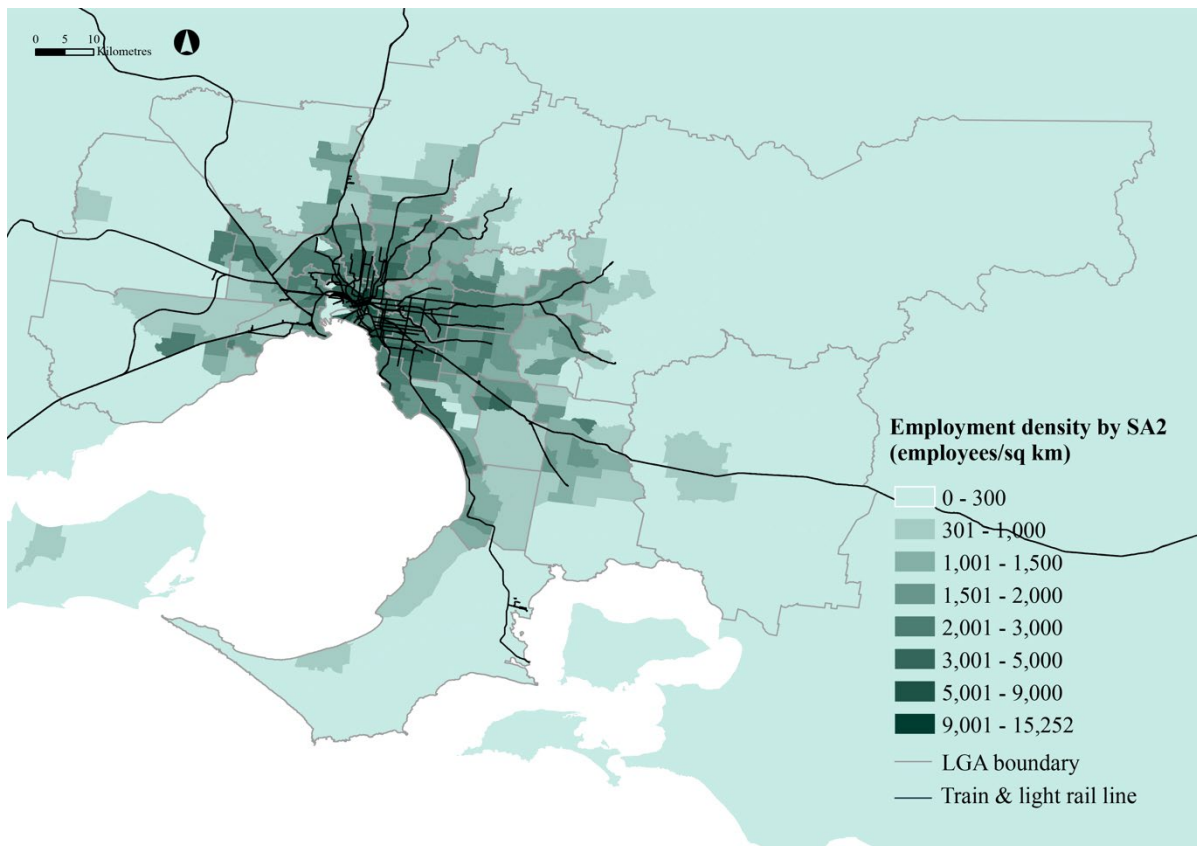 0 5 10
Kilometres
Employment density by SA2
(employees/sq km)
0 - 300
301 - 1,000
1,001 - 1,500
1,501 - 2,000
2,001 - 3,000
3,001 - 5,000
5,001 - 9,000
9,001 - 15,252
LGA boundary
Train & light rail line